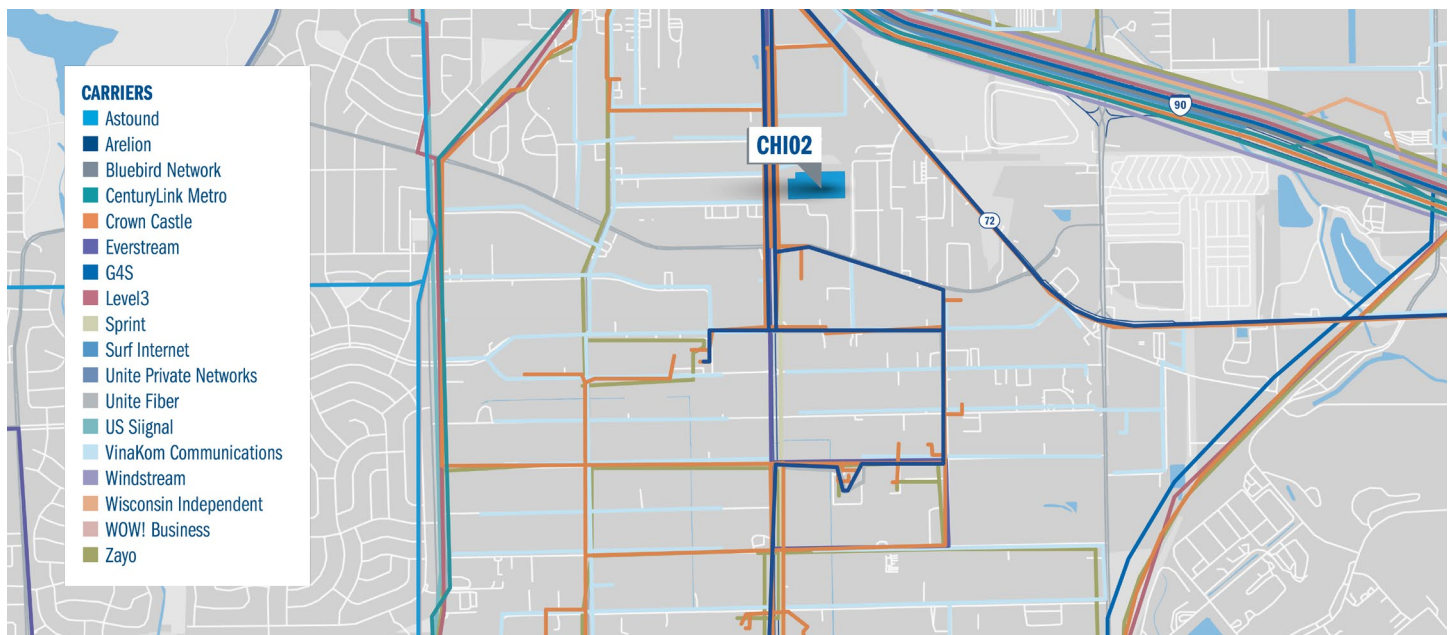 CARRIERS
Astound
Arelion
Bluebird Network
CenturyLink Metro
Crown Castle
Everstream
G4S
Level3
Sprint
Surf Internet
Unite Private Networks
Unite Fiber
US Siignal
VinaKom Communications
Windstream
Wisconsin Independent
WOW! Business
Zayo
CHI02
90
72